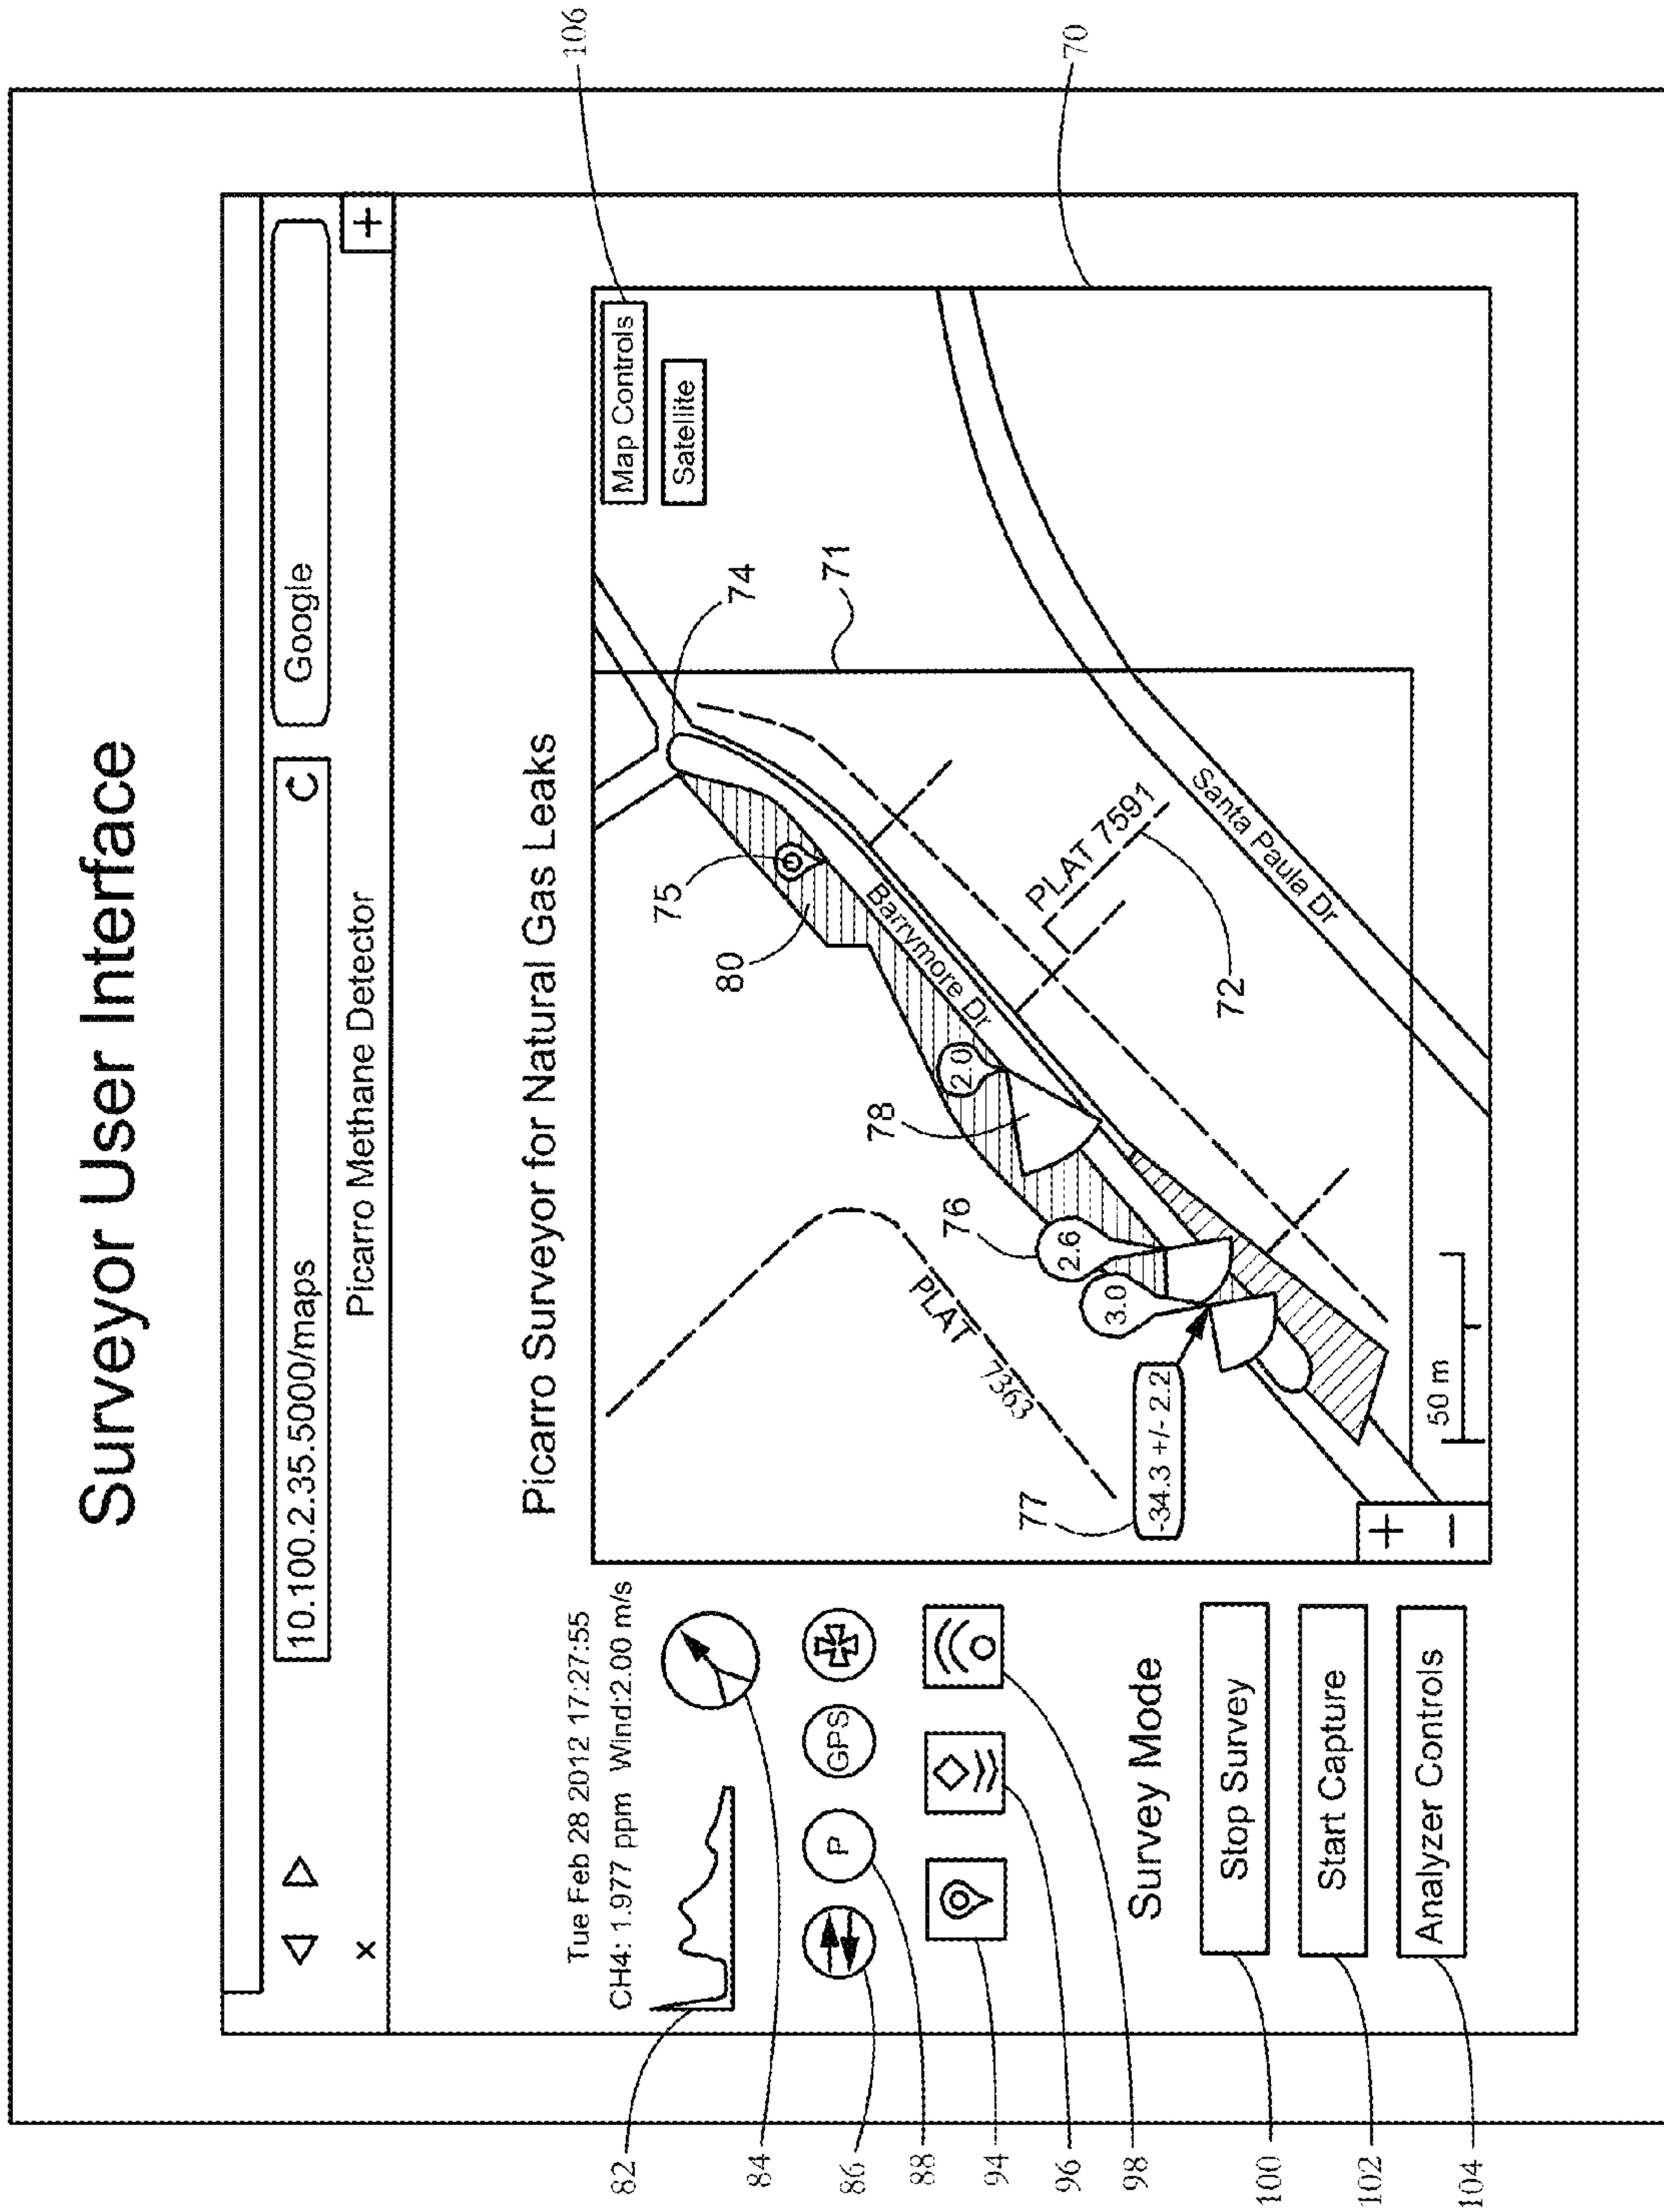 Surveyor User Interface
10.100.2.35.5000/maps
Google
x Picarro Methane Detector
+
Picarro Surveyor for Natural Gas Leaks
Tue Feb 28 2012 17:27:55
CH4: 1.977 ppm Wind:2.00 m/s
P
GPS
Survey Mode
Stop Survey
Start Capture
Analyzer Controls
Map Controls
Satellite
PLAT 7363
PLAT 7591
Barrymore Dr
Santa Paula Dr
2.0
2.6
3.0
-34.3 +/- 2.2
50 m
+
−
82
84
86
88
94
96
98
100
102
104
106
70
71
72
74
75
76
77
78
80